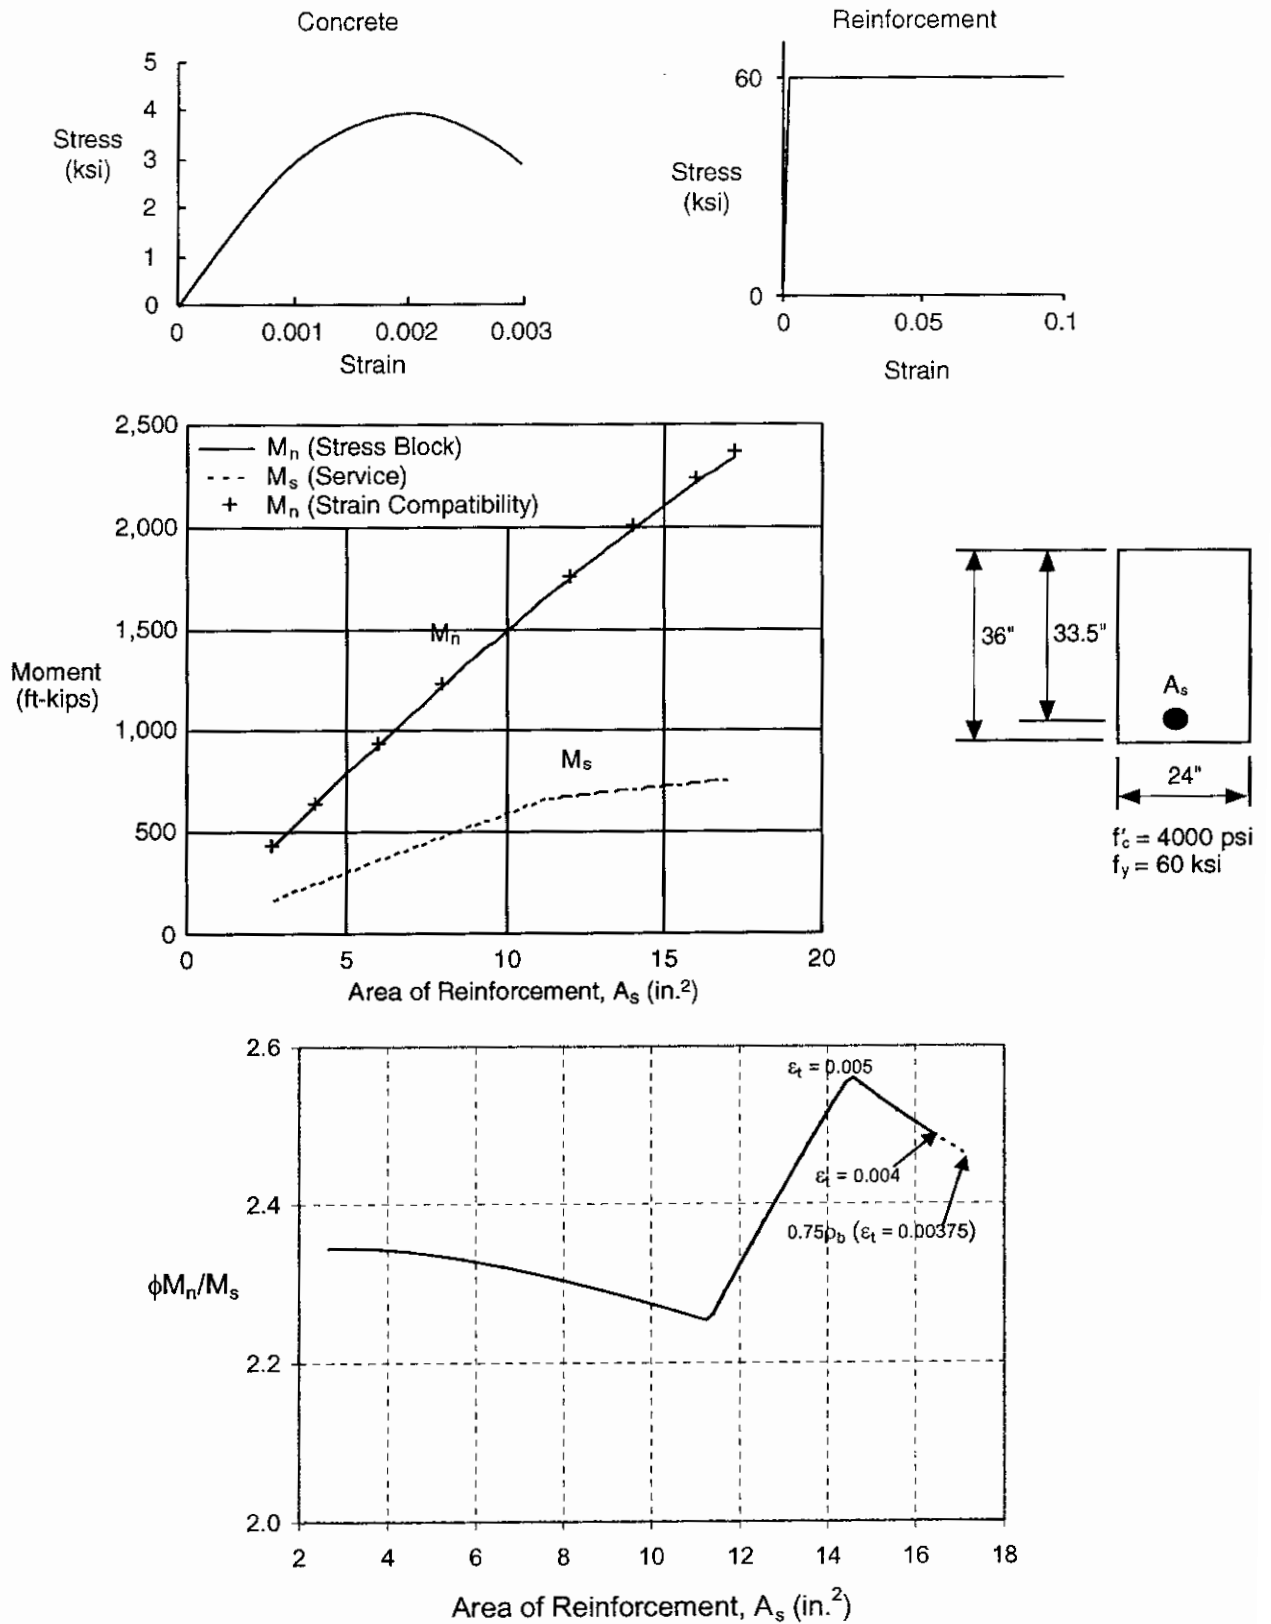 Concrete
5
4
3
2
1
0
Stress
(ksi)
0 0.001 0.002 0.003
Strain
Reinforcement
60
0
Stress
(ksi)
0 0.05 0.1
Strain
2,500
2,000
1,500
1,000
500
0
Moment
(ft-kips)
Mn (Stress Block)
Ms (Service)
Mn (Strain Compatibility)
Mn
Ms
0 5 10 15 20
Area of Reinforcement, As (in.²)
36"
33.5"
As
24"
f′c = 4000 psi
fy = 60 ksi
2.6
2.4
2.2
2.0
ϕMn/Ms
εt = 0.005
εt = 0.004
0.75ρb (εt = 0.00375)
2 4 6 8 10 12 14 16 18
Area of Reinforcement, As (in.²)